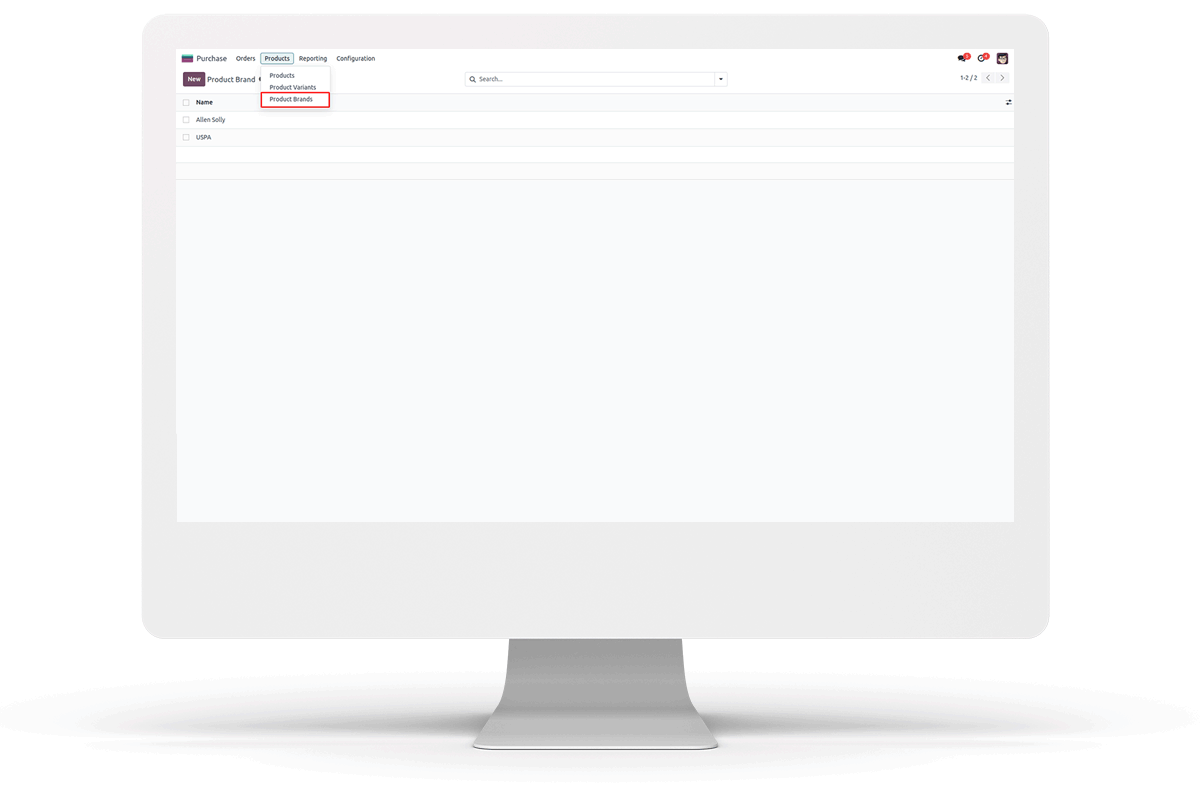 Purchase Orders Products Reporting Configuration
New Product Brand Search... 1-2 / 2
Products
Product Variants
Product Brands
Name
Allen Solly
USPA